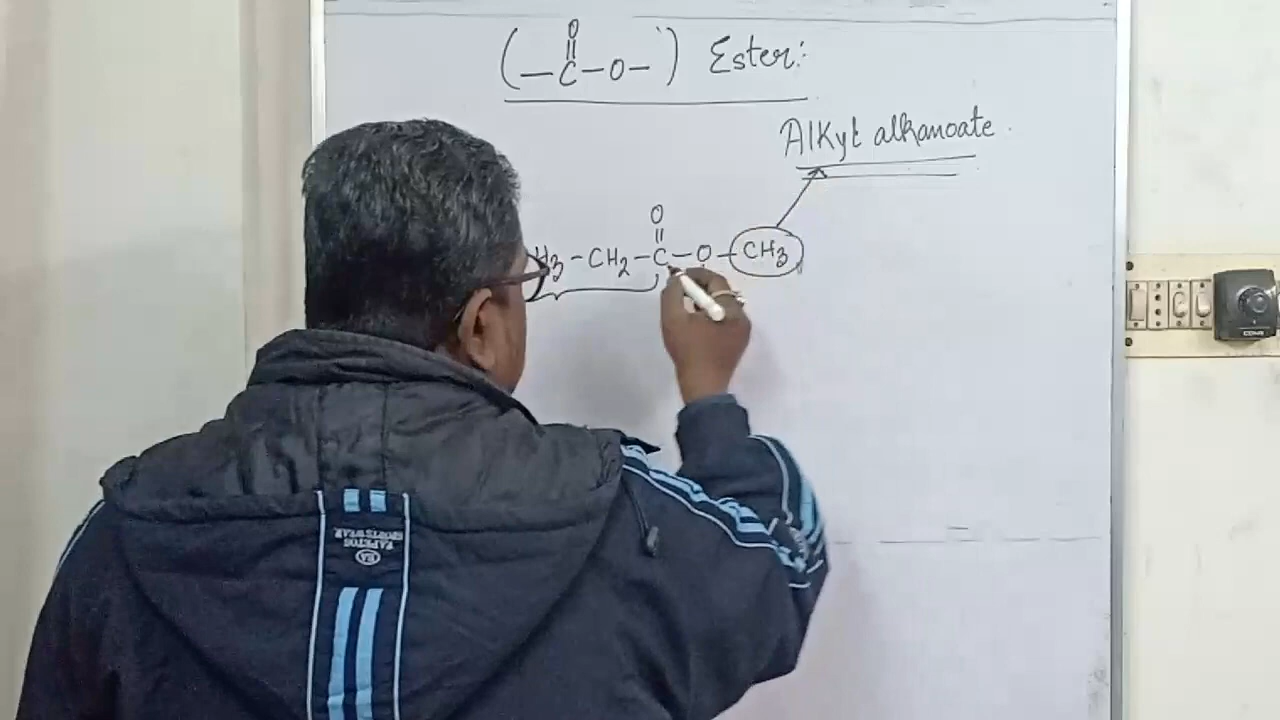 ( —C(=O)—O— ) Ester:
Alkyl alkanoate.
H3-CH2-C(=O)-O-CH3